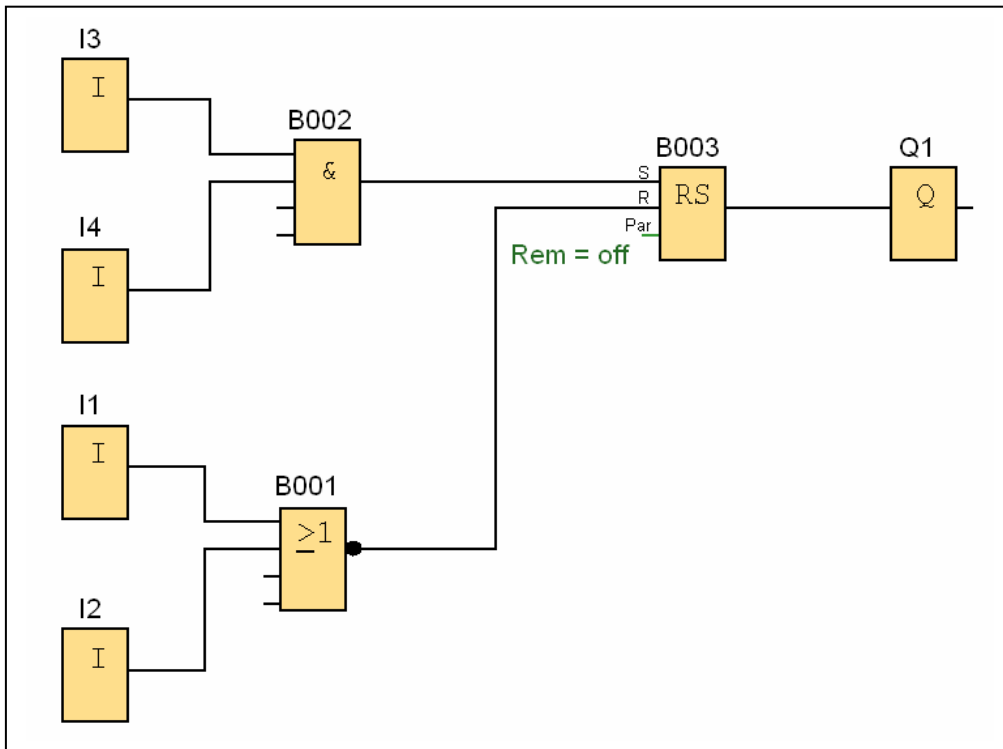 I3
I
B002
&
B003
Q1
S
R
Par
RS
Q
Rem = off
I4
I
I1
I
B001
≥1
I2
I